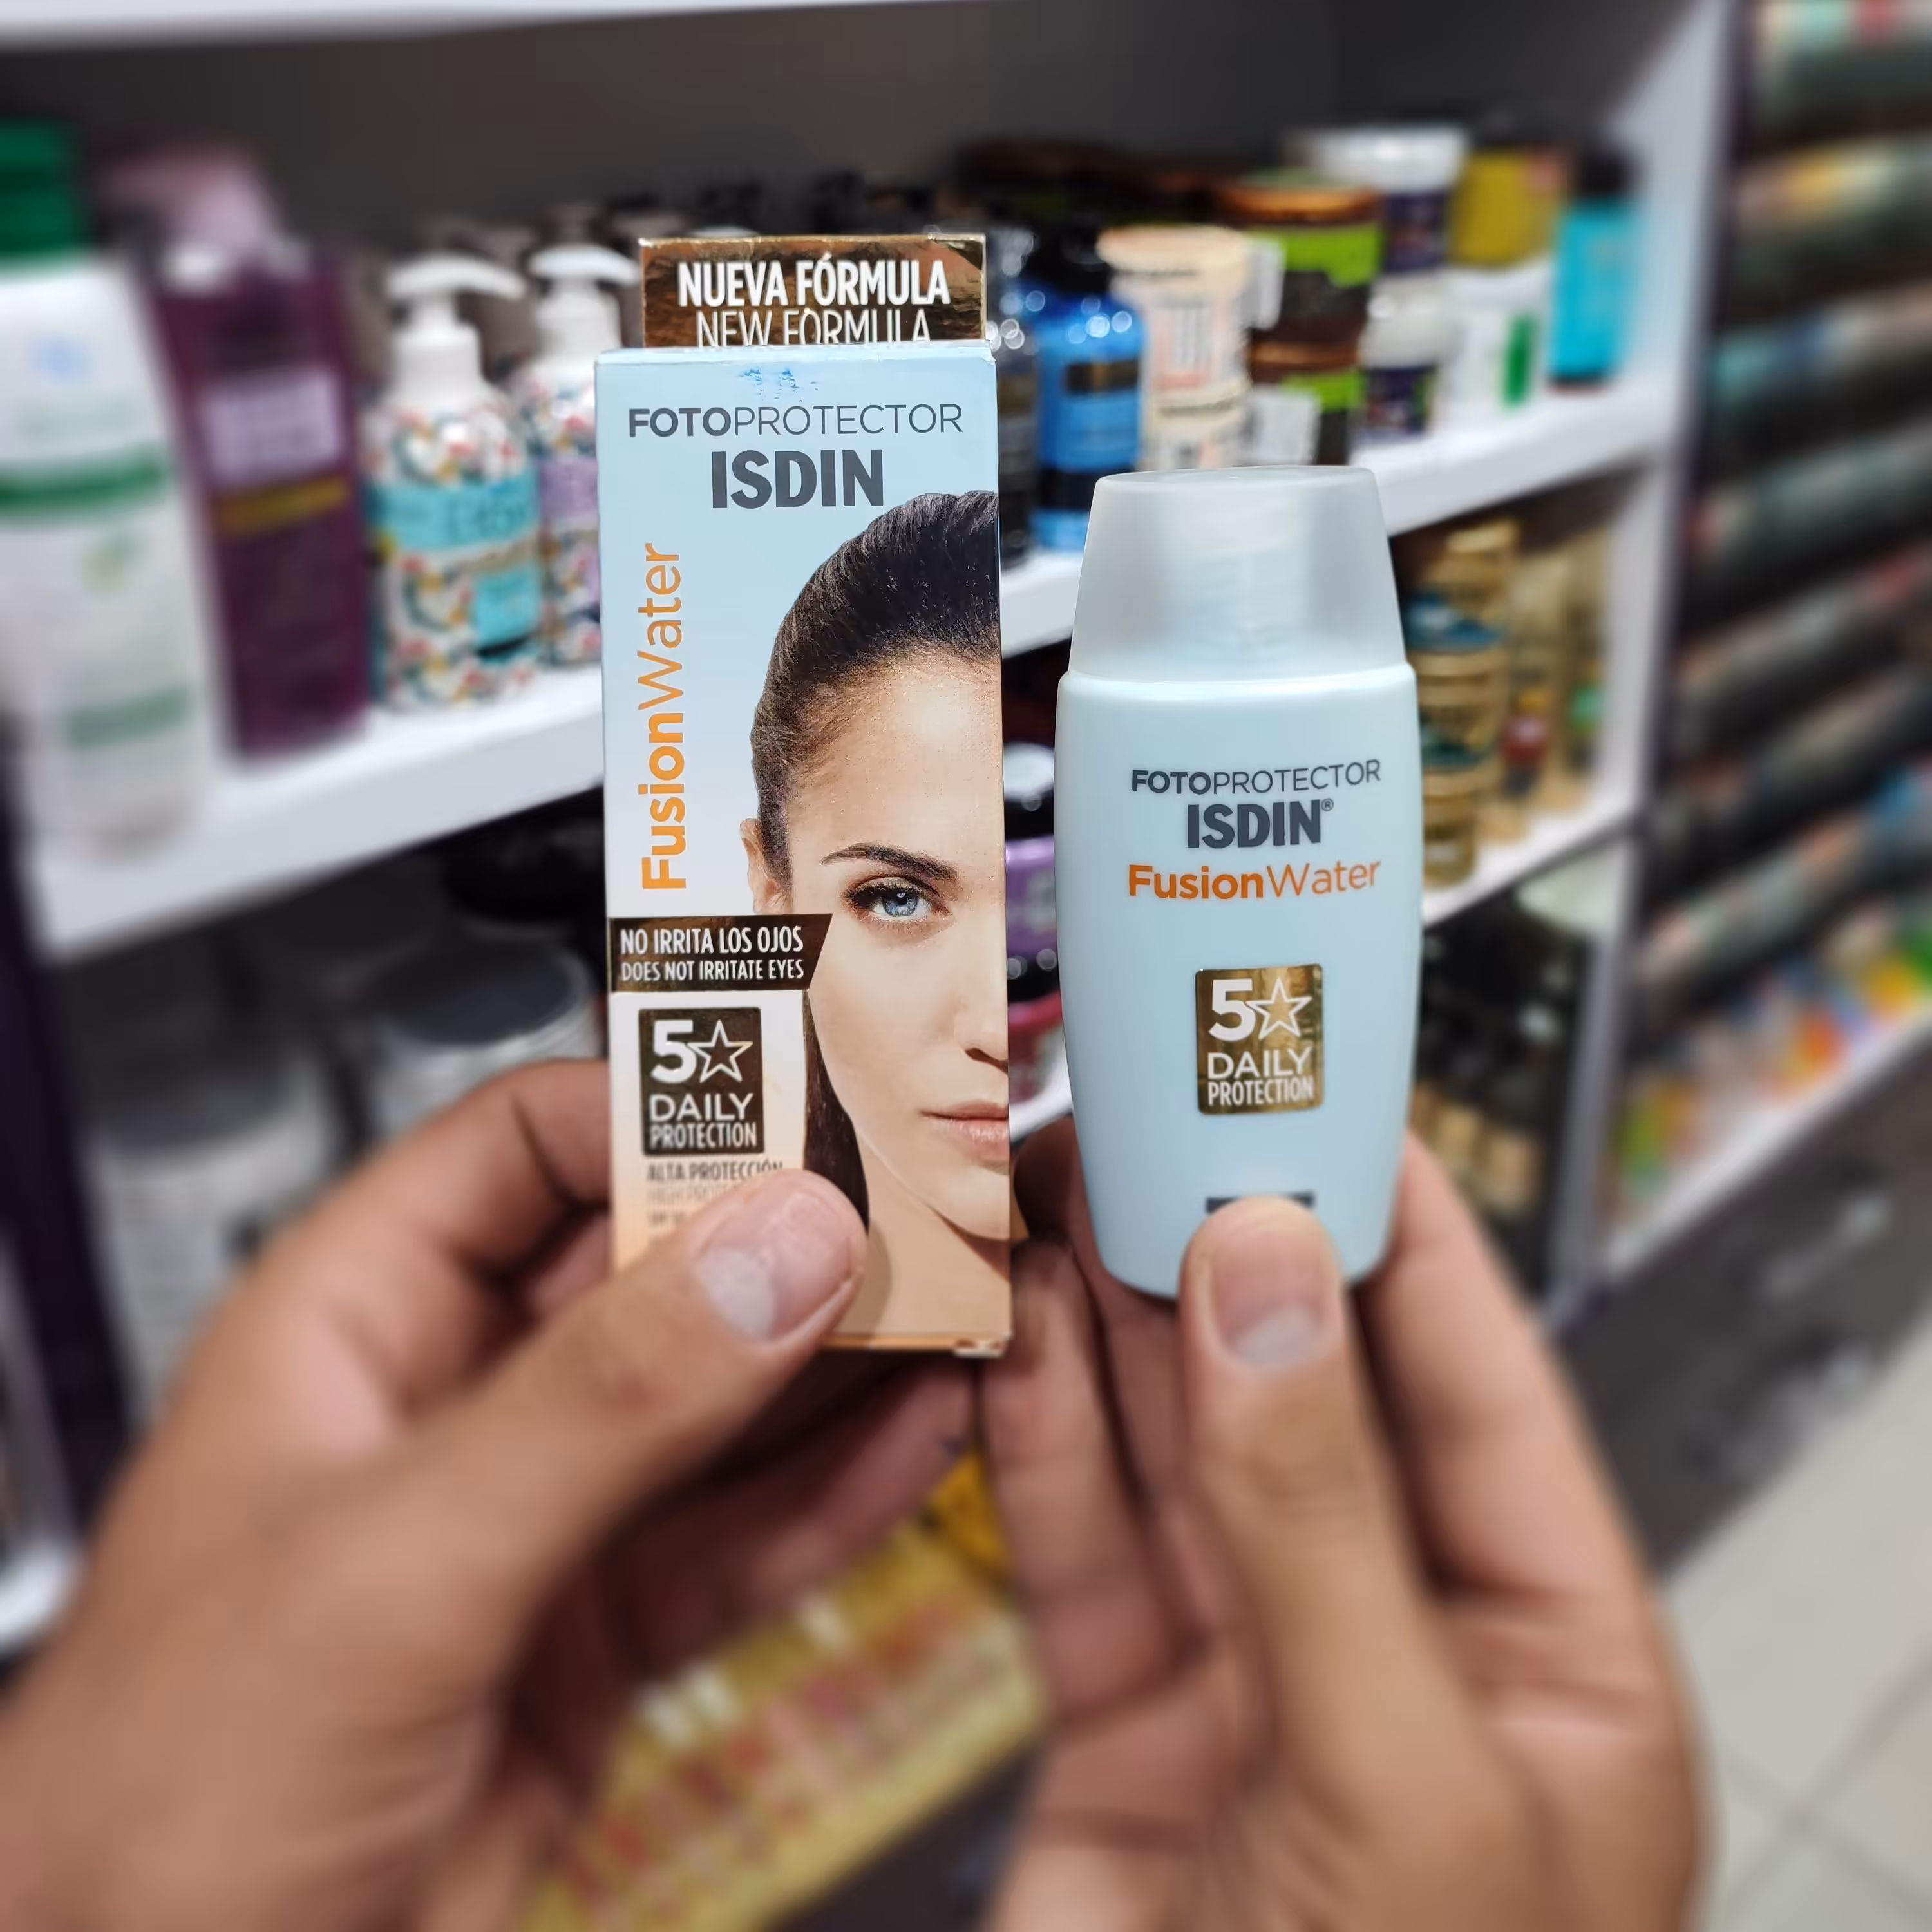 NUEVA FÓRMULA
NEW FORMULA
FOTOPROTECTOR
ISDIN
FusionWater
NO IRRITA LOS OJOS
DOES NOT IRRITATE EYES
5
DAILY
PROTECTION
ALTA PROTECCIÓN
FOTOPROTECTOR
ISDIN®
FusionWater
5
DAILY
PROTECTION